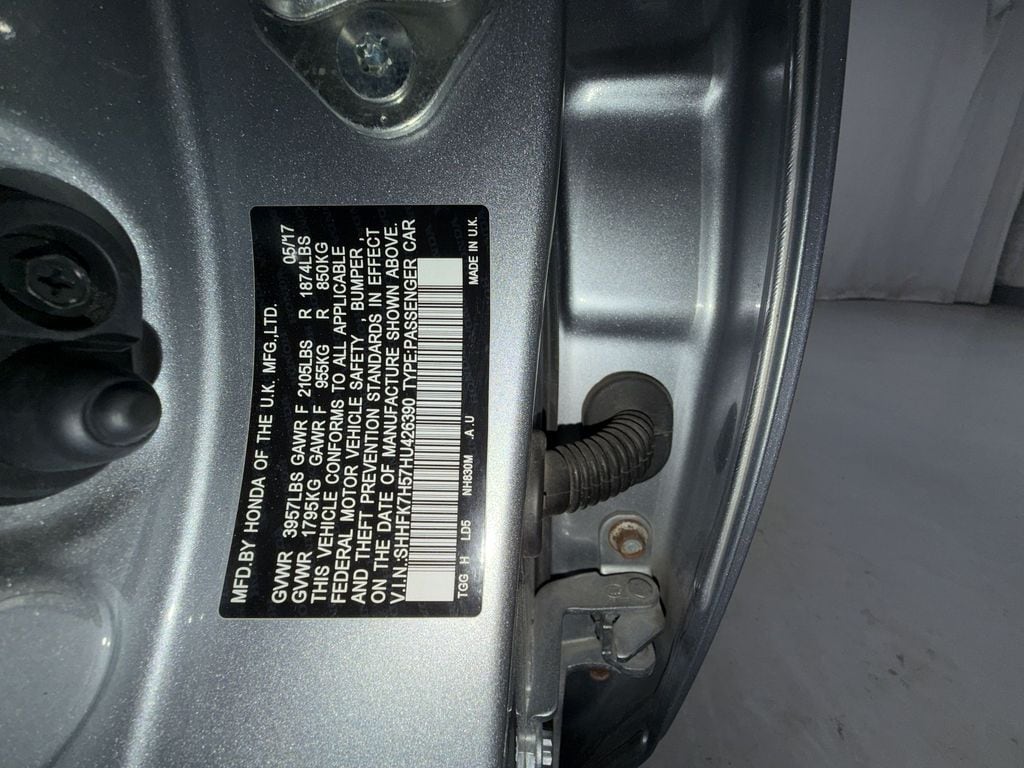 MFD.BY HONDA OF THE U.K. MFG.,LTD. 05/17
GVWR 3957LBS GAWR F 2105LBS R 1874LBS
GVWR 1795KG GAWR F 955KG R 850KG
THIS VEHICLE CONFORMS TO ALL APPLICABLE
FEDERAL MOTOR VEHICLE SAFETY, BUMPER,
AND THEFT PREVENTION STANDARDS IN EFFECT
ON THE DATE OF MANUFACTURE SHOWN ABOVE.
V.I.N.SHHFK7H57HU426390 TYPE:PASSENGER CAR
TGG H LD5 NH830M .A.U MADE IN U.K.